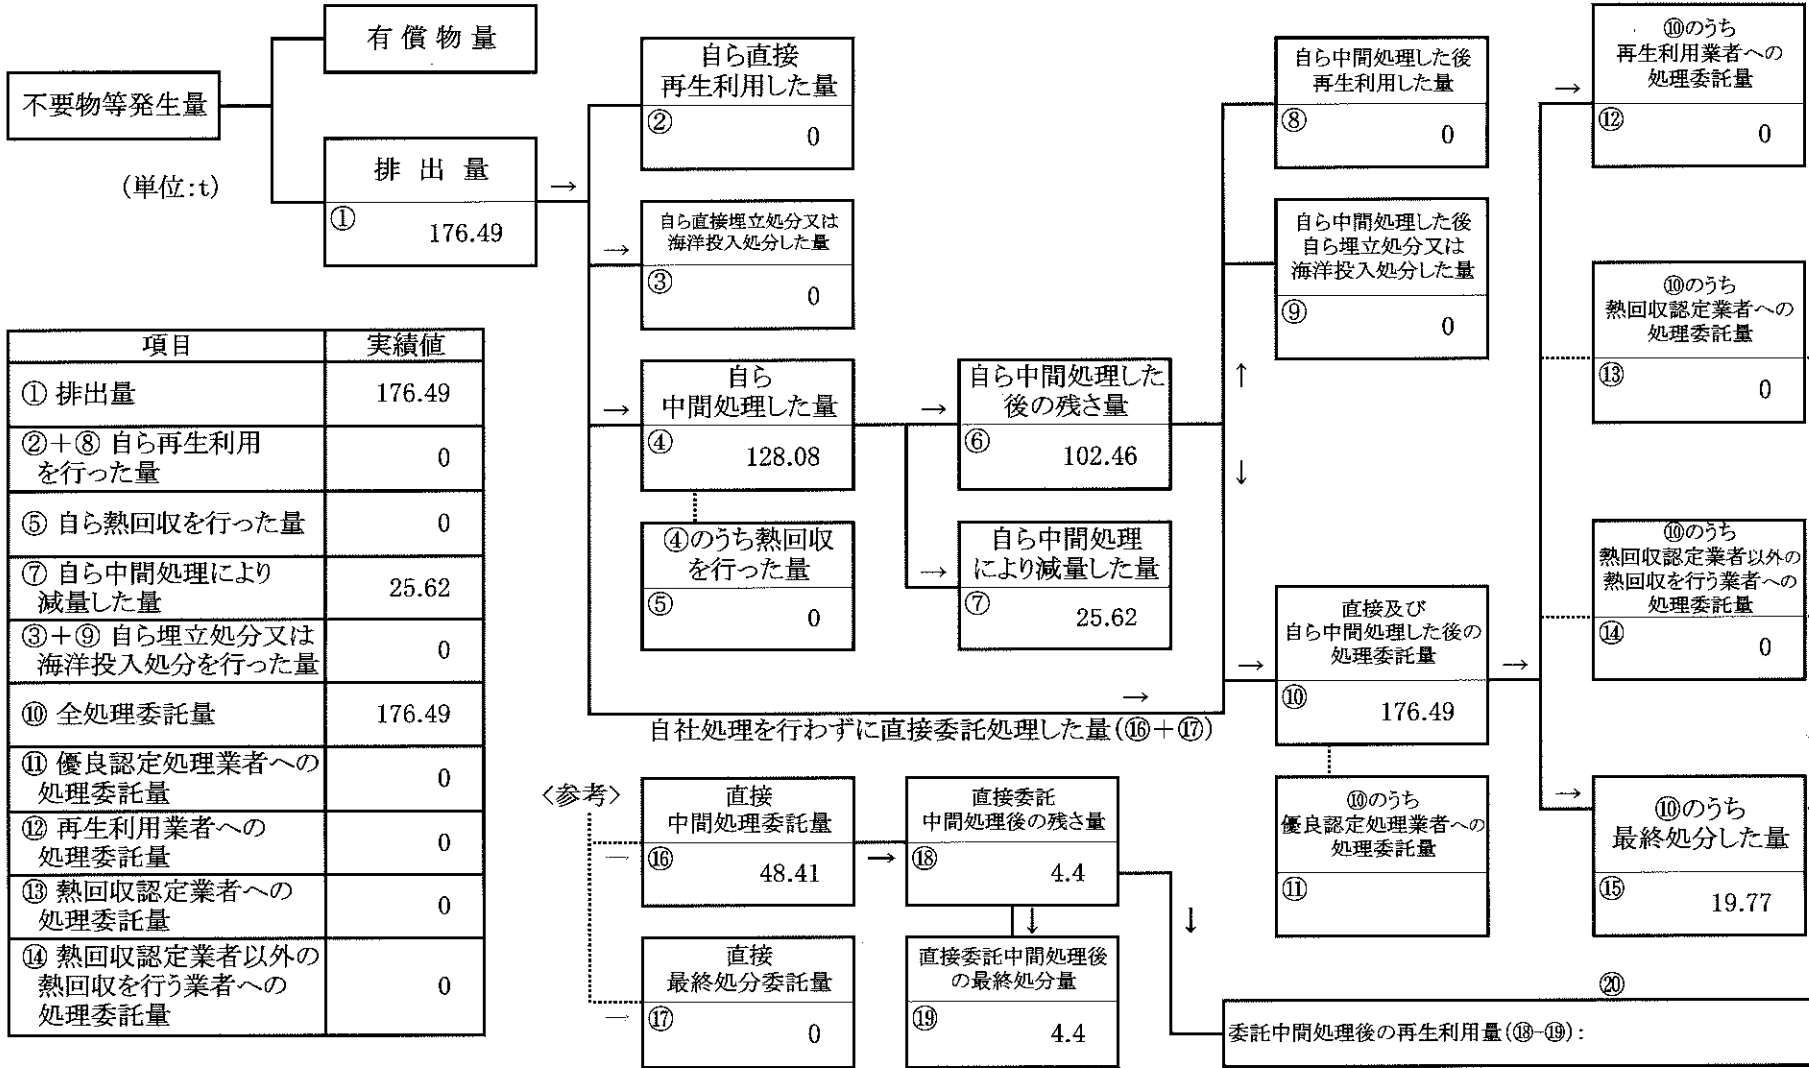 不要物等発生量
(単位:t)
有償物量
排出量
①
176.49
→
自ら直接
再生利用した量
②
0
→
自ら直接埋立処分又は
海洋投入処分した量
③
0
→
自ら
中間処理した量
④
128.08
④のうち熱回収
を行った量
⑤
0
→
自ら中間処理した
後の残さ量
⑥
102.46
→
自ら中間処理
により減量した量
⑦
25.62
自ら中間処理した後
再生利用した量
⑧
0
自ら中間処理した後
自ら埋立処分又は
海洋投入処分した量
⑨
0
↑
↓
→
自社処理を行わずに直接委託処理した量(⑯+⑰)
→
直接及び
自ら中間処理した後の
処理委託量
⑩
176.49
⑩のうち
優良認定処理業者への
処理委託量
⑪
→
→
⑩のうち
再生利用業者への
処理委託量
⑫
0
⑩のうち
熱回収認定業者への
処理委託量
⑬
0
⑩のうち
熱回収認定業者以外の
熱回収を行う業者への
処理委託量
⑭
0
→
⑩のうち
最終処分した量
⑮
19.77
項目 実績値
① 排出量 176.49
②+⑧ 自ら再生利用
を行った量 0
⑤ 自ら熱回収を行った量 0
⑦ 自ら中間処理により
減量した量 25.62
③+⑨ 自ら埋立処分又は
海洋投入処分を行った量 0
⑩ 全処理委託量 176.49
⑪ 優良認定処理業者への
処理委託量 0
⑫ 再生利用業者への
処理委託量 0
⑬ 熱回収認定業者への
処理委託量 0
⑭ 熱回収認定業者以外の
熱回収を行う業者への
処理委託量 0
<参考>
→
直接
中間処理委託量
⑯
48.41
→
直接
最終処分委託量
⑰
0
→
直接委託
中間処理後の残さ量
⑱
4.4
↓
直接委託中間処理後
の最終処分量
⑲
4.4
↓
⑳
委託中間処理後の再生利用量(⑱-⑲):